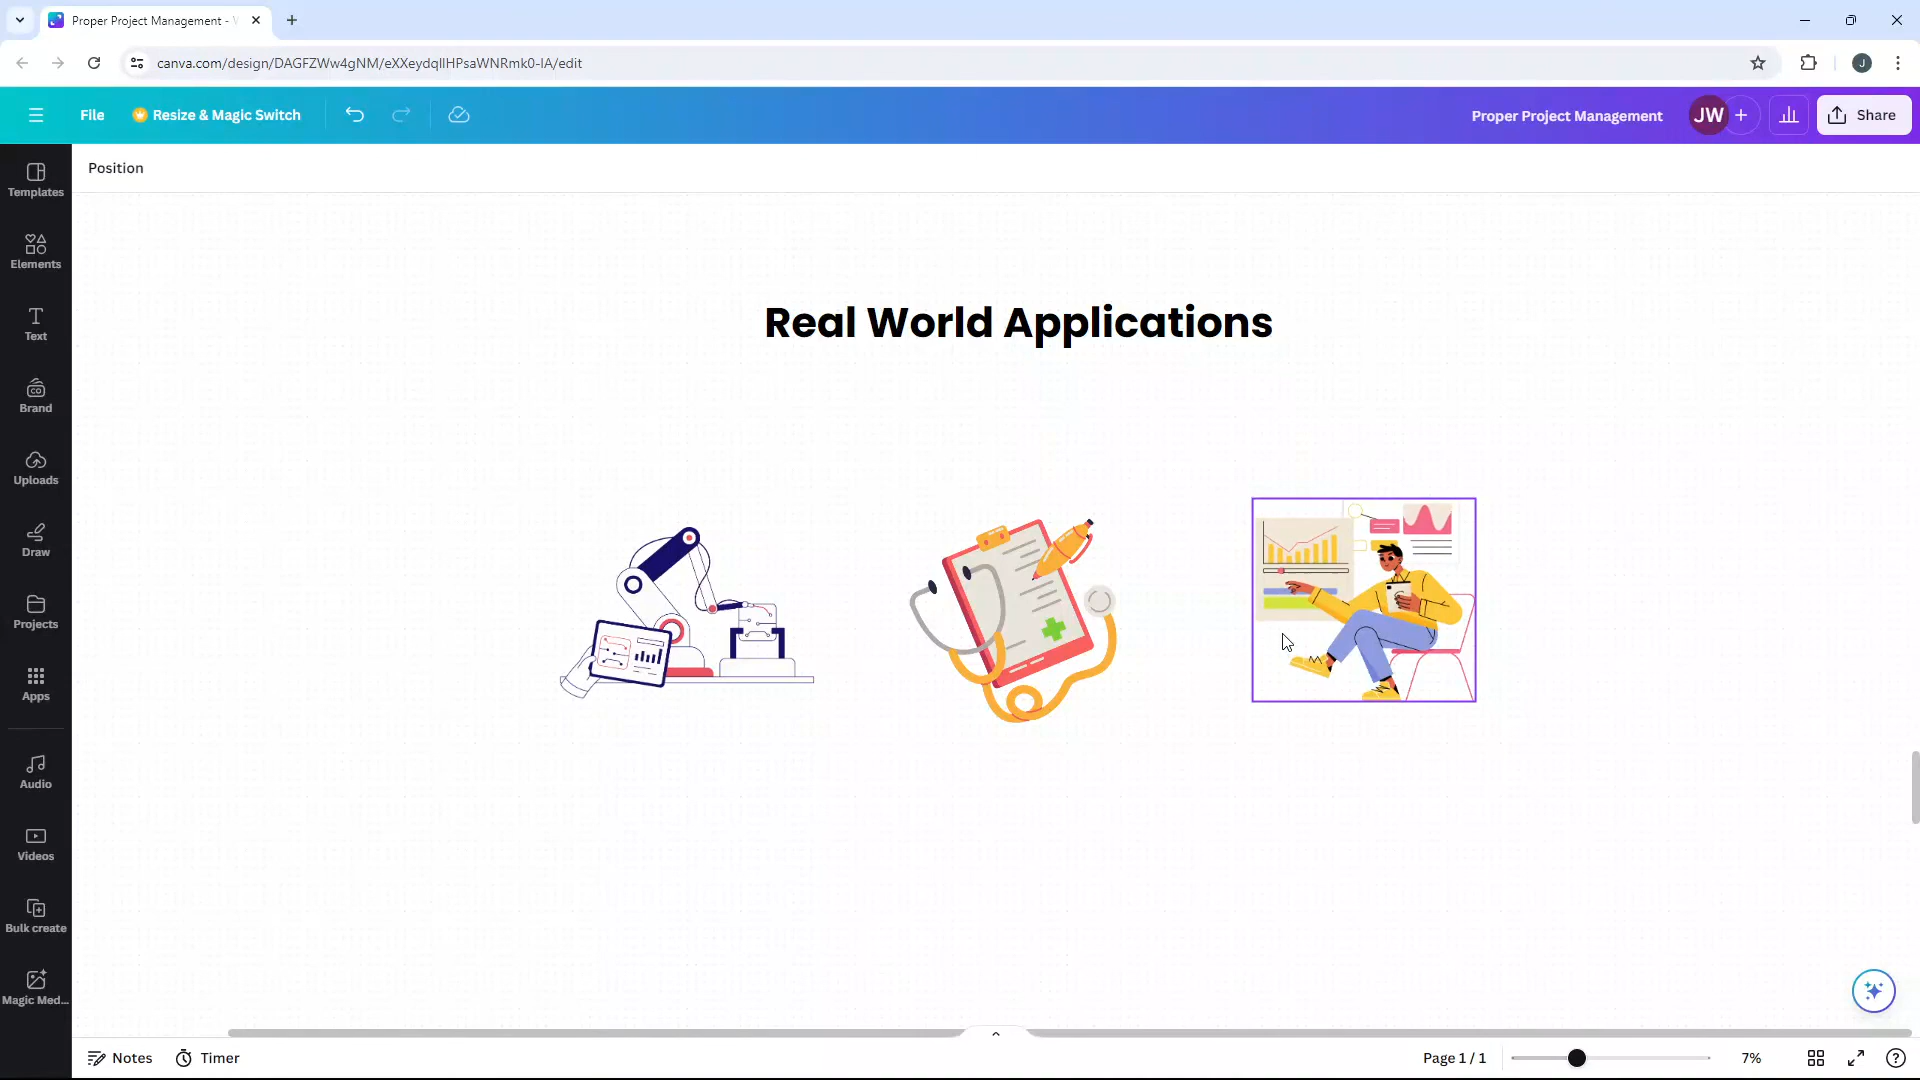 Proper Project Management - W
canva.com/design/DAGFZWw4gNM/eXXeydqIlHPsaWNRmk0-IA/edit
J
File
Resize & Magic Switch
Proper Project Management
JW
+
Share
Position
Templates
Elements
Text
Brand
Uploads
Draw
Projects
Apps
Audio
Videos
Bulk create
Magic Med...
Real World Applications
Notes
Timer
Page 1 / 1
7%